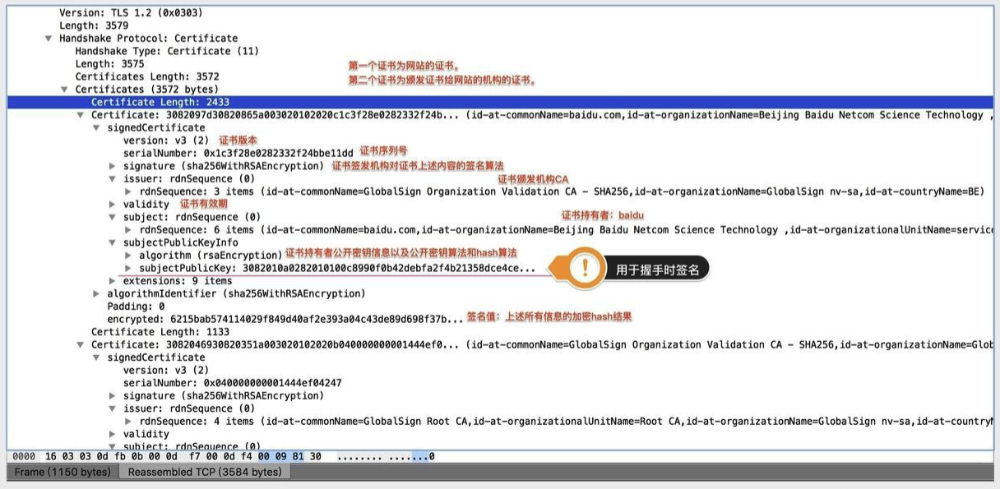 Version: TLS 1.2 (0x0303)
Length: 3579
Handshake Protocol: Certificate
Handshake Type: Certificate (11)
Length: 3575
第一个证书为网站的证书。
Certificates Length: 3572
第二个证书为颁发证书给网站的机构的证书。
Certificates (3572 bytes)
Certificate Length: 2433
Certificate: 3082097d30820865a003020102020c1c3f28e0282332f24b... (id-at-commonName=baidu.com,id-at-organizationName=Beijing Baidu Netcom Science Technology ,
signedCertificate
version: v3 (2) 证书版本
serialNumber: 0x1c3f28e0282332f24bbe11dd 证书序列号
signature (sha256WithRSAEncryption) 证书签发机构对证书上述内容的签名算法
issuer: rdnSequence (0) 证书颁发机构CA
rdnSequence: 3 items (id-at-commonName=GlobalSign Organization Validation CA - SHA256,id-at-organizationName=GlobalSign nv-sa,id-at-countryName=BE)
validity 证书有效期
subject: rdnSequence (0) 证书持有者：baidu
rdnSequence: 6 items (id-at-commonName=baidu.com,id-at-organizationName=Beijing Baidu Netcom Science Technology ,id-at-organizationalUnitName=service
subjectPublicKeyInfo
algorithm (rsaEncryption) 证书持有者公开密钥信息以及公开密钥算法和hash算法
subjectPublicKey: 3082010a0282010100c8990f0b42debfa2f4b21358dce4ce...
! 用于握手时签名
extensions: 9 items
algorithmIdentifier (sha256WithRSAEncryption)
Padding: 0
encrypted: 6215bab574114029f849d40af2e393a04c43de89d698f37b... 签名值：上述所有信息的加密hash结果
Certificate Length: 1133
Certificate: 3082046930820351a003020102020b040000000001444ef0... (id-at-commonName=GlobalSign Organization Validation CA - SHA256,id-at-organizationName=Glob
signedCertificate
version: v3 (2)
serialNumber: 0x040000000001444ef04247
signature (sha256WithRSAEncryption)
issuer: rdnSequence (0)
rdnSequence: 4 items (id-at-commonName=GlobalSign Root CA,id-at-organizationalUnitName=Root CA,id-at-organizationName=GlobalSign nv-sa,id-at-country
validity
subject: rdnSequence (0)
0000 16 03 03 0d fb 0b 00 0d f7 00 0d f4 00 09 81 30 ........ .......0
Frame (1150 bytes) Reassembled TCP (3584 bytes)